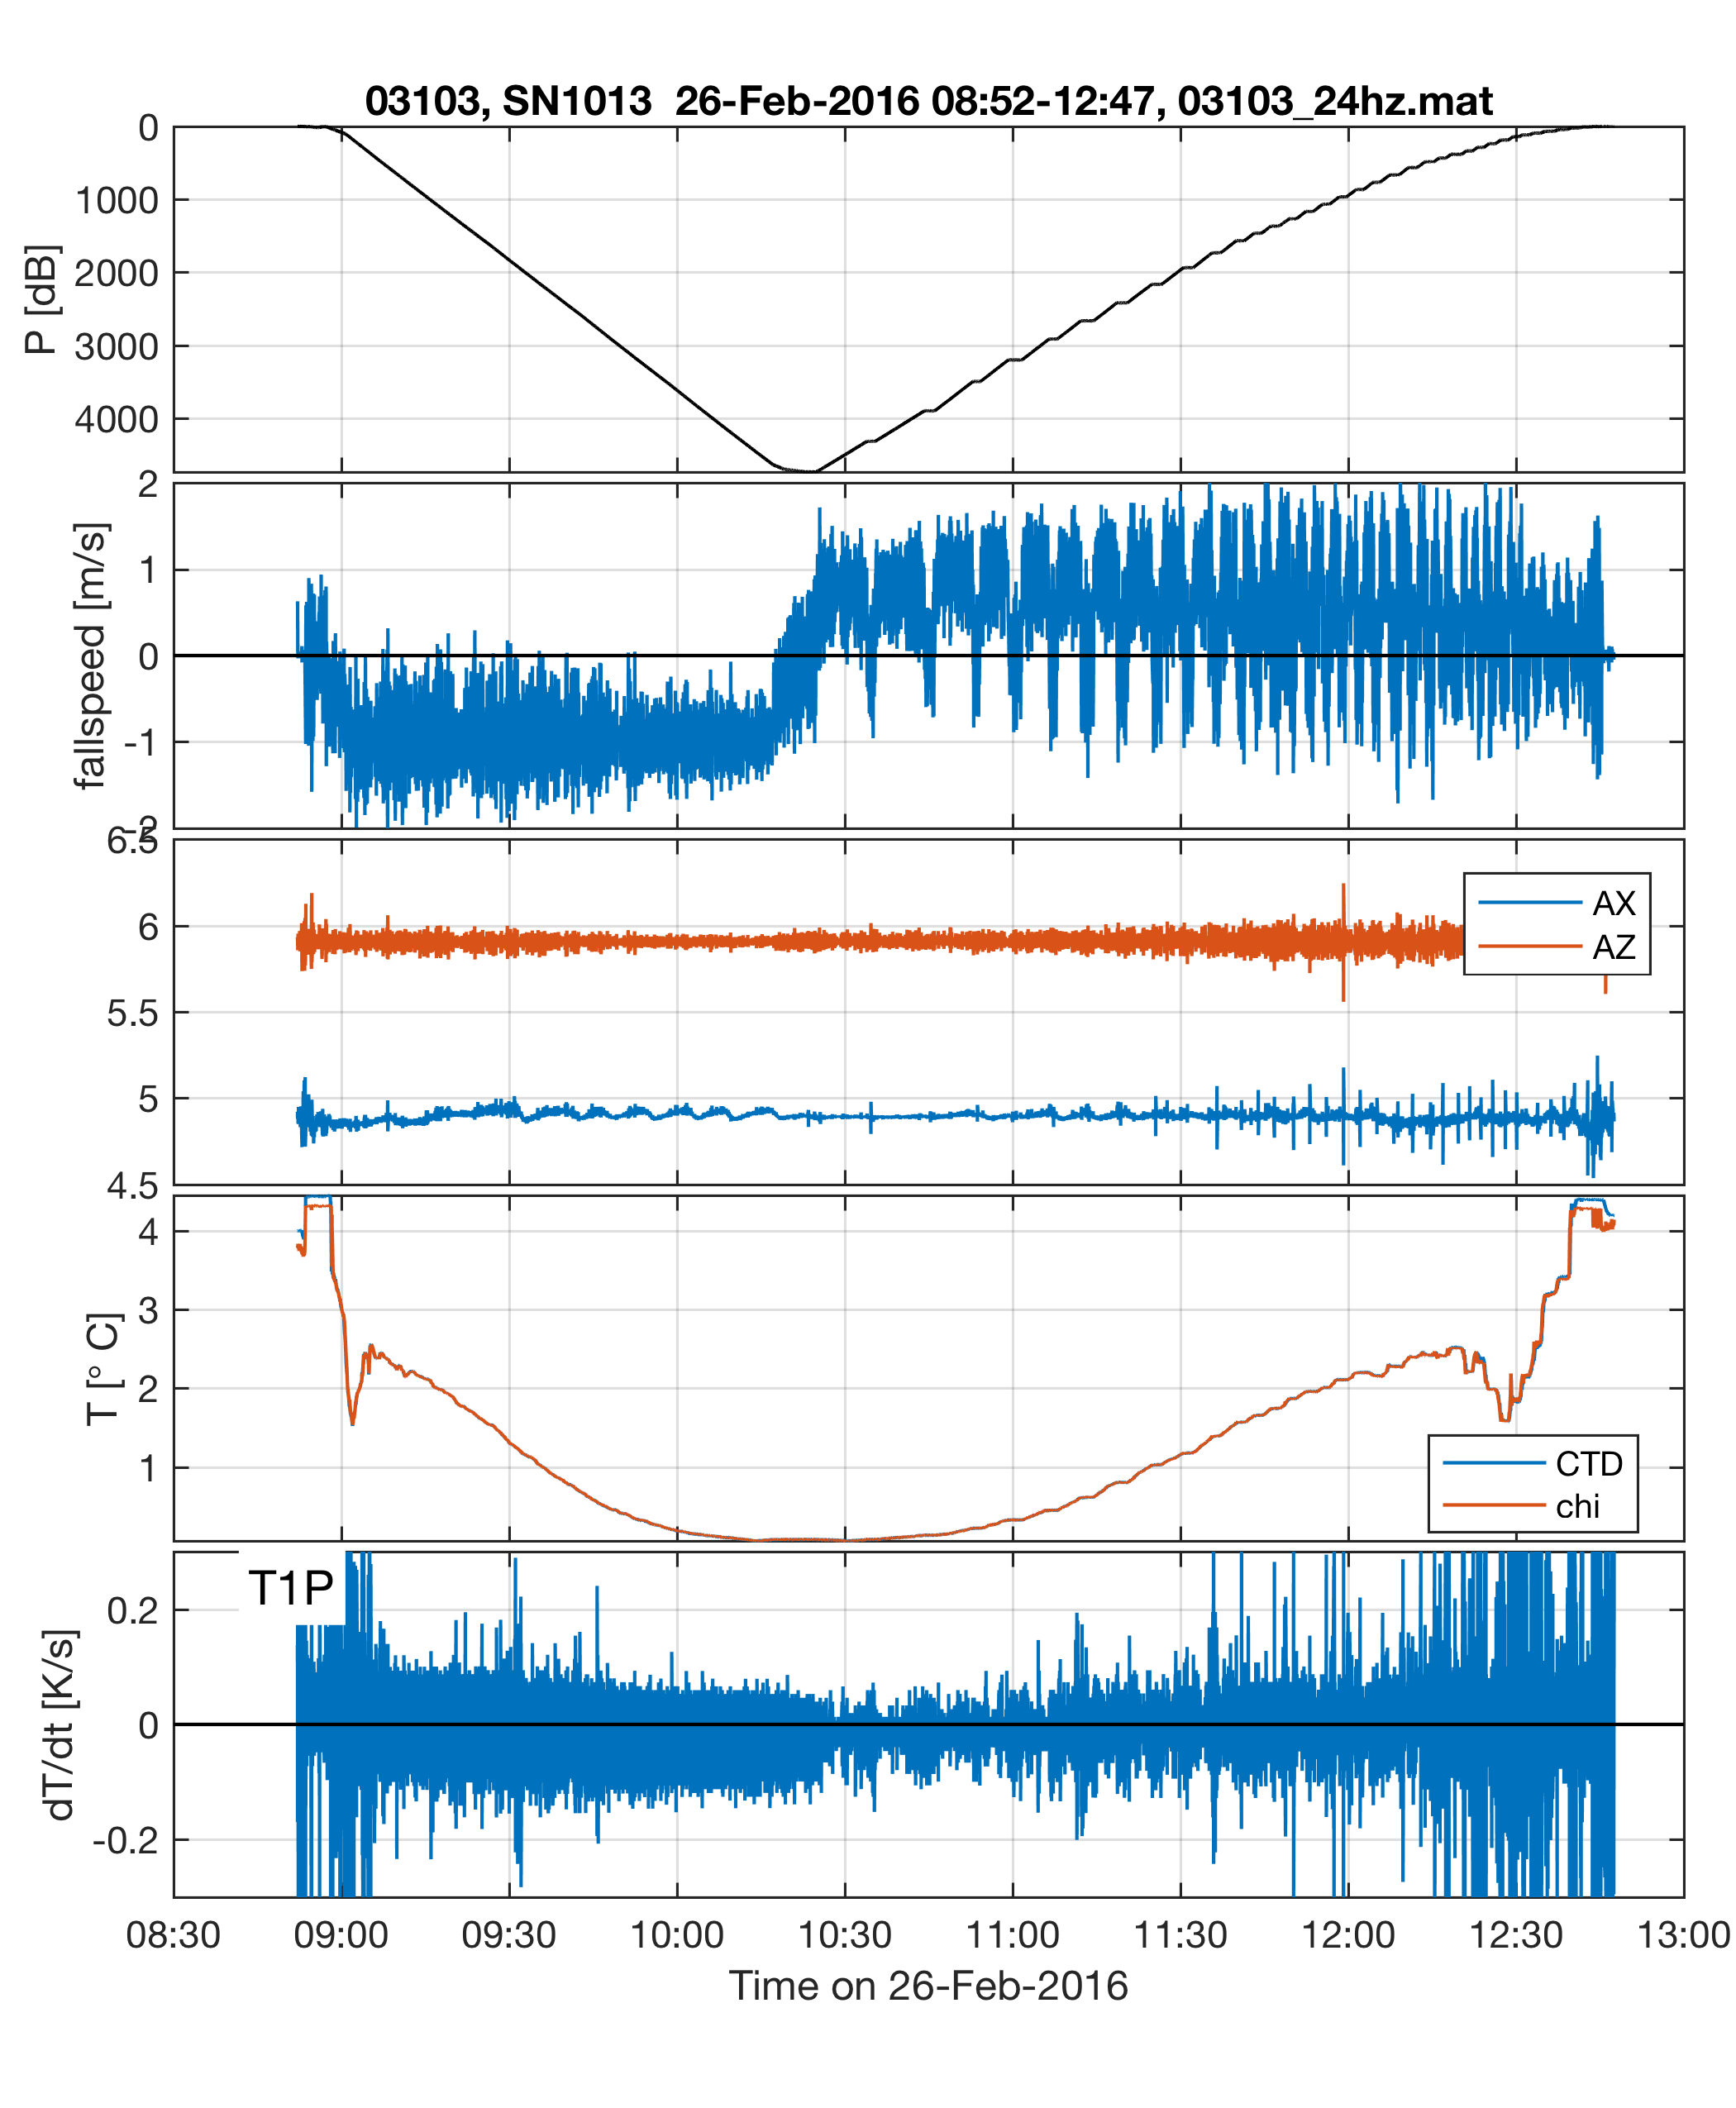 03103, SN1013  26-Feb-2016 08:52-12:47, 03103_24hz.mat
P [dB]
0
1000
2000
3000
4000
fallspeed [m/s]
2
1
0
-1
-2
6.5
6
5.5
5
4.5
AX
AZ
T [° C]
4
3
2
1
CTD
chi
T1P
dT/dt [K/s]
0.2
0
-0.2
08:30 09:00 09:30 10:00 10:30 11:00 11:30 12:00 12:30 13:00
Time on 26-Feb-2016